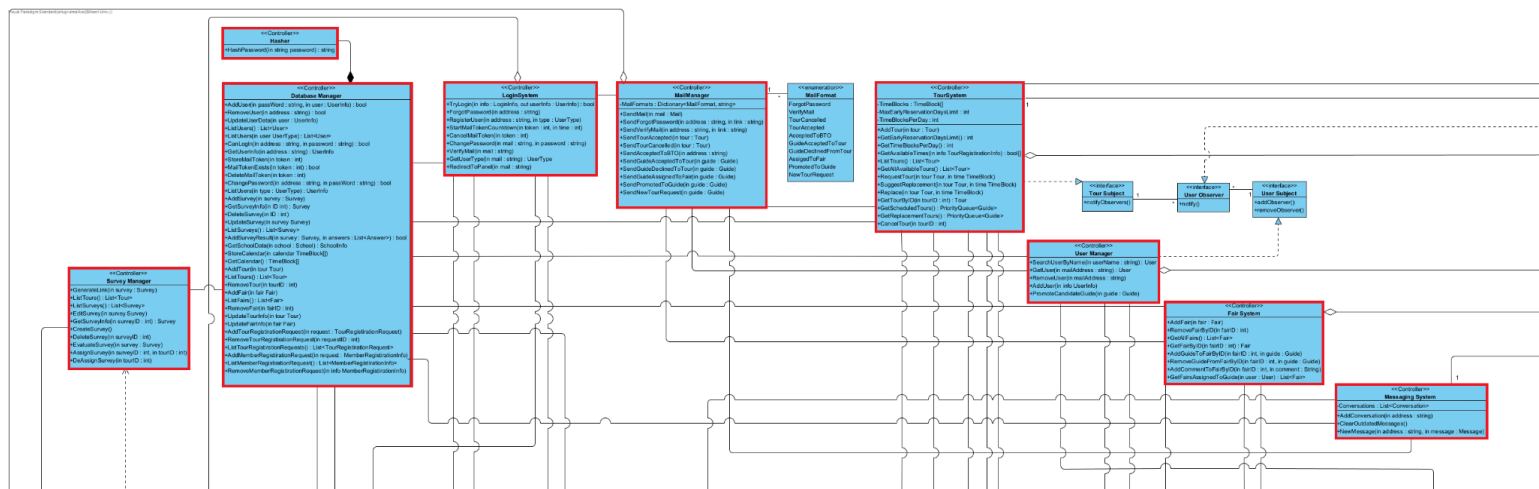 <<Controller>>
Hasher
+HashPassword(in string password) : string
<<Controller>>
Database Manager
+AddUser(in passWord : string, in user : UserInfo) : bool
+RemoveUser(in address : string) : bool
+UpdateUserData(in user : UserInfo)
+ListUsers() : List<User>
+ListUsers(in user UserType) : List<User>
+CanLogin(in address : string, in password : string) : bool
+GetUserInfo(in address : string) : UserInfo
+StoreMailToken(in token : int)
+MailTokenExists(in token : int) : bool
+DeleteMailToken(in token : int)
+ChangePassword(in address : string, in passWord : string) : bool
+ListUsers(in type : UserType) : List<UserInfo
+AddSurvey(in survey : Survey)
+GetSurveyInfo(in ID int) : Survey
+DeleteSurvey(in ID : int)
+UpdateSurvey(in survey Survey)
+ListSurveys() : List<Survey>
+AddSurveyResult(in survey : Survey, in answers : List<Answer>) : bool
+GetSchoolData(in school : School) : SchoolInfo
+StoreCalendar(in calendar TimeBlock[])
+GetCalendar() : TimeBlock[]
+AddTour(in tour Tour)
+ListTours() : List<Tour>
+RemoveTour(in tourID : int)
+AddFair(in fair Fair)
+ListFairs() : List<Fair>
+RemoveFair(in fairID : int)
+UpdateTourInfo(in tour Tour)
+UpdateFairInfo(in fair Fair)
+AddTourRegistrationRequest(in request : TourRegistrationRequest)
+RemoveTourRegistrationRequest(in requestID : int)
+ListTourRegistrationRequests() : List<TourRegistrationRequest>
+AddMemberRegistrationRequest(in request : MemberRegistrationInfo)
+ListMemberRegistrationRequest() : List<MemberRegistrationInfo>
+RemoveMemberRegistrationRequest(in info MemberRegistrationInfo)
<<Controller>>
LoginSystem
+TryLogin(in info : LoginInfo, out userInfo : UserInfo) : bool
+ForgotPassword(in address : string)
+RegisterUser(in address : string, in type : UserType)
+StartMailTokenCountdown(in token : int, in time : int)
+CancelMailToken(in token : int)
+ChangePassword(in mail : string, in password : string)
+VerifyMail(in mail : string)
+GetUserType(in mail : string) : UserType
+RedirectToPanel(in mail : string)
<<Controller>>
MailManager
-MailFormats : Dictionary<MailFormat, string>
+SendMail(in mail : Mail)
+SendForgotPassword(in address : string, in link : string)
+SendVerifyMail(in address : string, in link : string)
+SendTourAccepted(in tour : Tour)
+SendTourCancelled(in tour : Tour)
+SendAcceptedToBTO(in address : string)
+SendGuideAcceptedToTour(in guide : Guide)
+SendGuideDeclinedTour(in guide : Guide)
+SendGuideAssignedToFair(in guide : Guide)
+SendPromotedToGuide(in guide : Guide)
+SendNewTourRequest(in guide : Guide)
1
*
<<enumeration>>
MailFormat
ForgotPassword
VerifyMail
TourCancelled
TourAccepted
AcceptedToBTO
GuideAcceptedToTour
GuideDeclinedFromTour
AssignedToFair
PromotedToGuide
NewTourRequest
<<Controller>>
TourSystem
-TimeBlocks : TimeBlock[]
-MaxEarlyReservationDaysLimit : int
-TimeBlocksPerDay : int
+AddTour(in tour : Tour)
+GetEarlyReservationDaysLimit() : int
+GetTimeBlocksPerDay() : int
+GetAvailableTimes(in info TourRegistrationInfo) : bool[]
+ListTours() : List<Tour>
+GetAllAvailableTours() : List<Tour>
+RequestTour(in tour Tour, in time TimeBlock)
+SuggestReplacement(in tour Tour, in time TimeBlock)
+Replace(in tour Tour, in time TimeBlock)
+GetTourByID(in tourID : int) : Tour
+GetScheduledTours() : PriorityQueue<Guide>
+GetReplacementTours() : PriorityQueue<Guide>
+CancelTour(in tourID : int)
1
<<Interface>>
Tour Subject
+notifyObservers()
1
*
<<Interface>>
User Observer
+notify()
*
1
<<Interface>>
User Subject
+addObserver()
+removeObserve()
<<Controller>>
User Manager
+SearchUserByName(in userName : string) : User
+GetUser(in mailAddress : string) : User
+RemoveUser(in mailAddress : string)
+AddUser(in info UserInfo)
+PromoteCandidateGuide(in guide : Guide)
<<Controller>>
Survey Manager
+GenerateLink(in survey : Survey)
+ListTours() : List<Tour>
+ListSurveys() : List<Survey>
+EditSurvey(in survey Survey)
+GetSurveyInfo(in surveyID : int) : Survey
+CreateSurvey()
+DeleteSurvey(in surveyID : int)
+EvaluateSurvey(in survey : Survey)
+AssignSurvey(in surveyID : int, in tourID : int)
+DeAssignSurvey(in tourID : int)
<<Controller>>
Fair System
+AddFair(in fair : Fair)
+RemoveFair(in fairID : int)
+GetAllFairs() : List<Fair>
+GetFairByID(in fairID : int) : Fair
+AddGuideToFairByID(in fairID : int, in guide : Guide)
+RemoveGuideFromFairByID(in fairID : int, in guide : Guide)
+AddCommentToFairByID(in fairID : int, in comment : String)
+GetFairsAssignedToGuide(in user : User) : List<Fair>
1
<<Controller>>
Messaging System
-Conversations : List<Conversation>
+AddConversation(in address : string)
+ClearOutdatedMessages()
+NewMessage(in address : string, in message : Message)